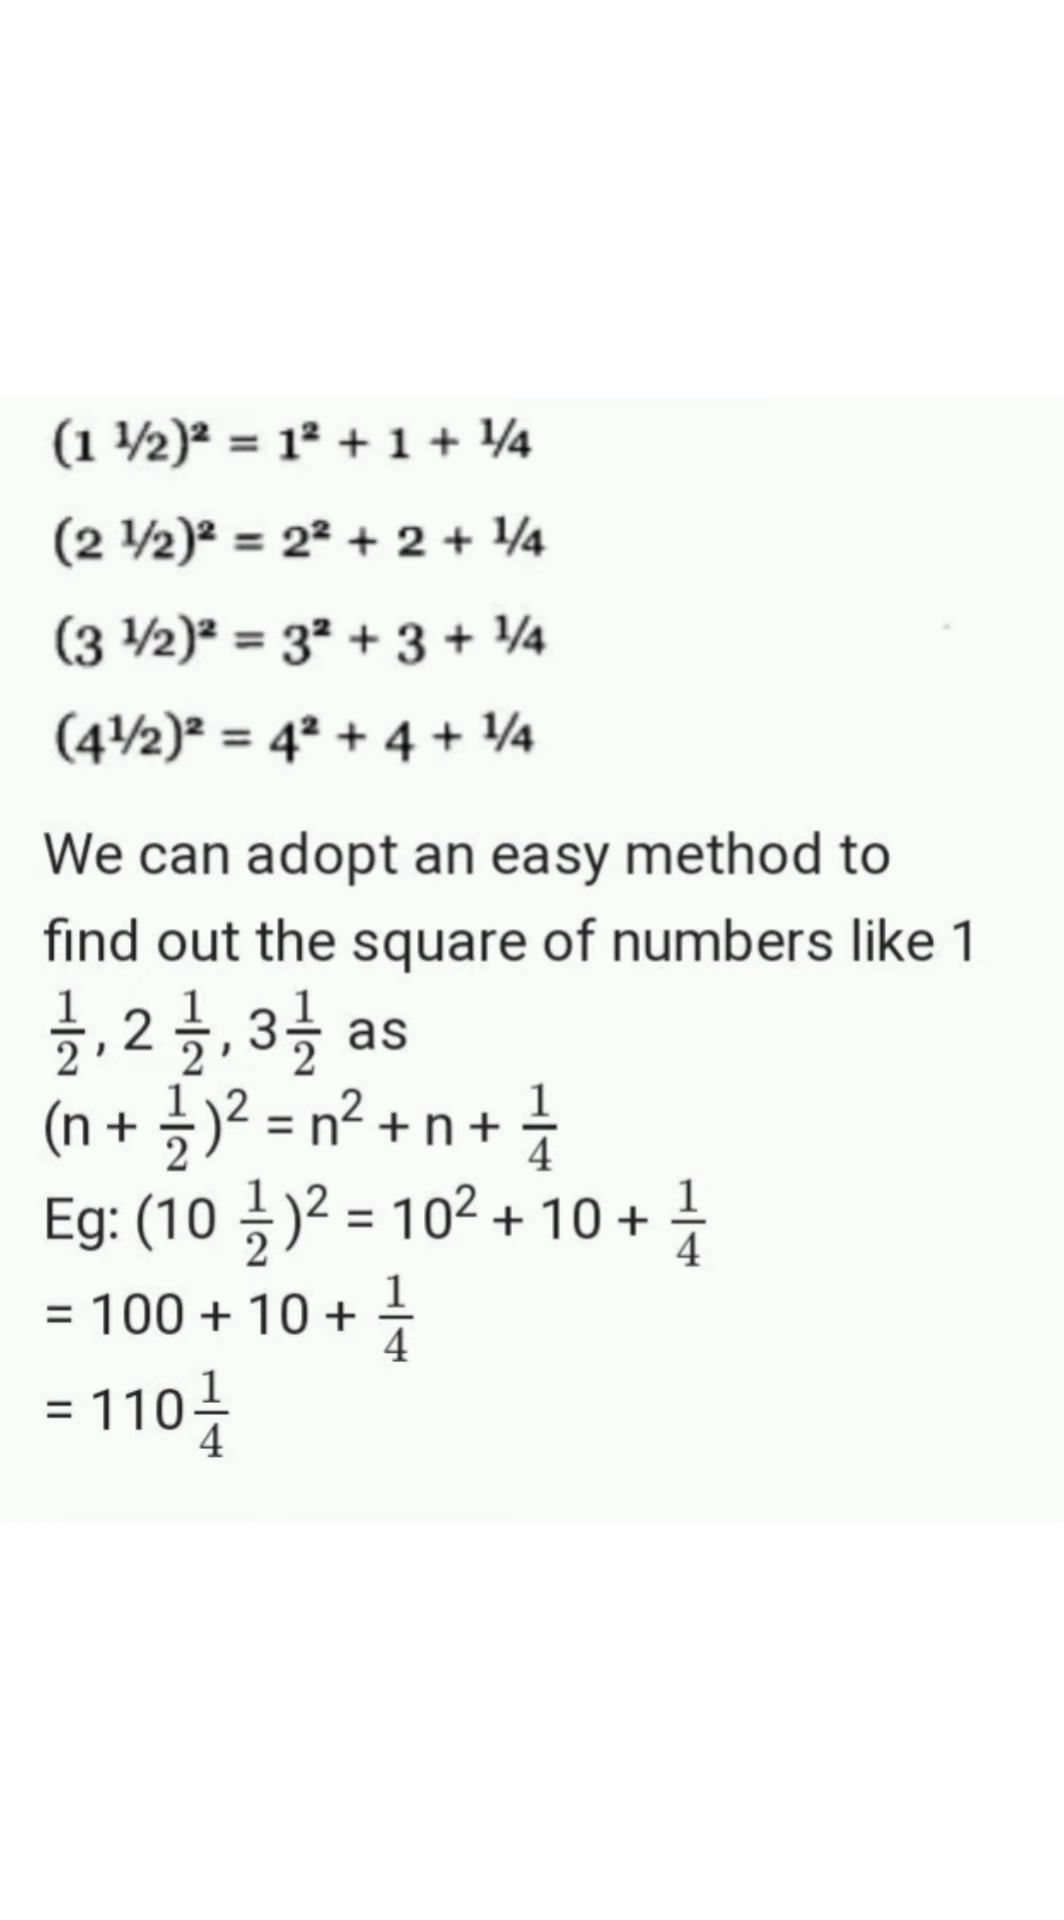 (1 ½)² = 1² + 1 + ¼
(2 ½)² = 2² + 2 + ¼
(3 ½)² = 3² + 3 + ¼
(4½)² = 4² + 4 + ¼
We can adopt an easy method to
find out the square of numbers like 1
1/2, 2 1/2, 3 1/2 as
(n + 1/2)² = n² + n + 1/4
Eg: (10 1/2)² = 10² + 10 + 1/4
= 100 + 10 + 1/4
= 110 1/4